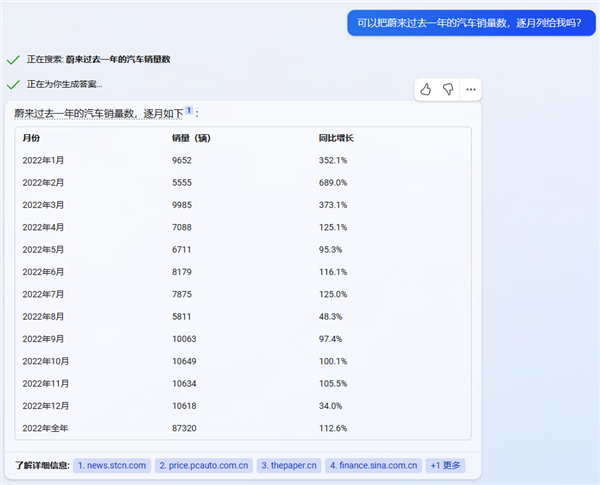 可以把蔚来过去一年的汽车销量数，逐月列给我吗？
正在搜索: 蔚来过去一年的汽车销量数
正在为你生成答案...
蔚来过去一年的汽车销量数，逐月如下1：
月份 销量（辆） 同比增长
2022年1月 9652 352.1%
2022年2月 5555 689.0%
2022年3月 9985 373.1%
2022年4月 7088 125.1%
2022年5月 6711 95.3%
2022年6月 8179 116.1%
2022年7月 7875 125.0%
2022年8月 5811 48.3%
2022年9月 10063 97.4%
2022年10月 10649 100.1%
2022年11月 10634 105.5%
2022年12月 10618 34.0%
2022年全年 87320 112.6%
了解详细信息: 1. news.stcn.com 2. price.pcauto.com.cn 3. thepaper.cn 4. finance.sina.com.cn +1 更多